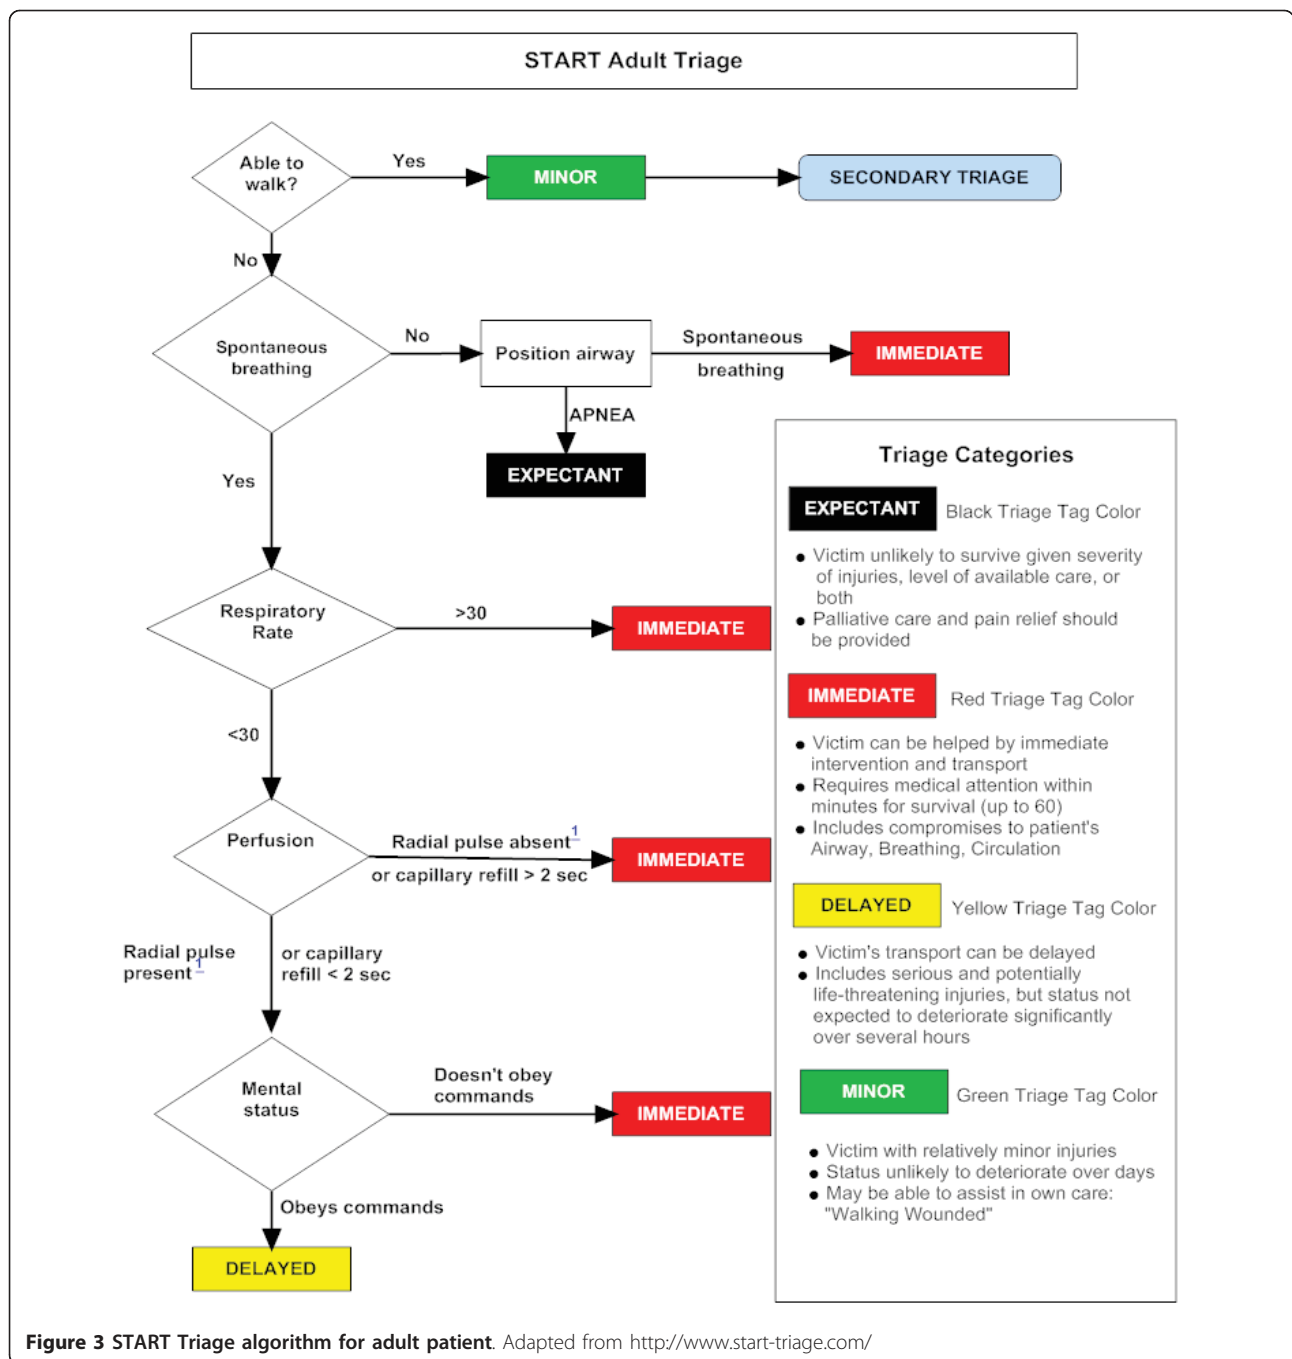 START Adult Triage
Able to
walk?
Yes
MINOR
SECONDARY TRIAGE
No
Spontaneous
breathing
No
Position airway
Spontaneous
breathing
IMMEDIATE
APNEA
EXPECTANT
Yes
Respiratory
Rate
>30
IMMEDIATE
<30
Perfusion
Radial pulse absent 1
or capillary refill > 2 sec
IMMEDIATE
Radial pulse
present 1
or capillary
refill < 2 sec
Mental
status
Doesn't obey
commands
IMMEDIATE
Obeys commands
DELAYED
Triage Categories
EXPECTANT Black Triage Tag Color
● Victim unlikely to survive given severity
of injuries, level of available care, or
both
● Palliative care and pain relief should
be provided
IMMEDIATE Red Triage Tag Color
● Victim can be helped by immediate
intervention and transport
● Requires medical attention within
minutes for survival (up to 60)
● Includes compromises to patient's
Airway, Breathing, Circulation
DELAYED Yellow Triage Tag Color
● Victim's transport can be delayed
● Includes serious and potentially
life-threatening injuries, but status not
expected to deteriorate significantly
over several hours
MINOR Green Triage Tag Color
● Victim with relatively minor injuries
● Status unlikely to deteriorate over days
● May be able to assist in own care:
"Walking Wounded"
Figure 3 START Triage algorithm for adult patient. Adapted from http://www.start-triage.com/